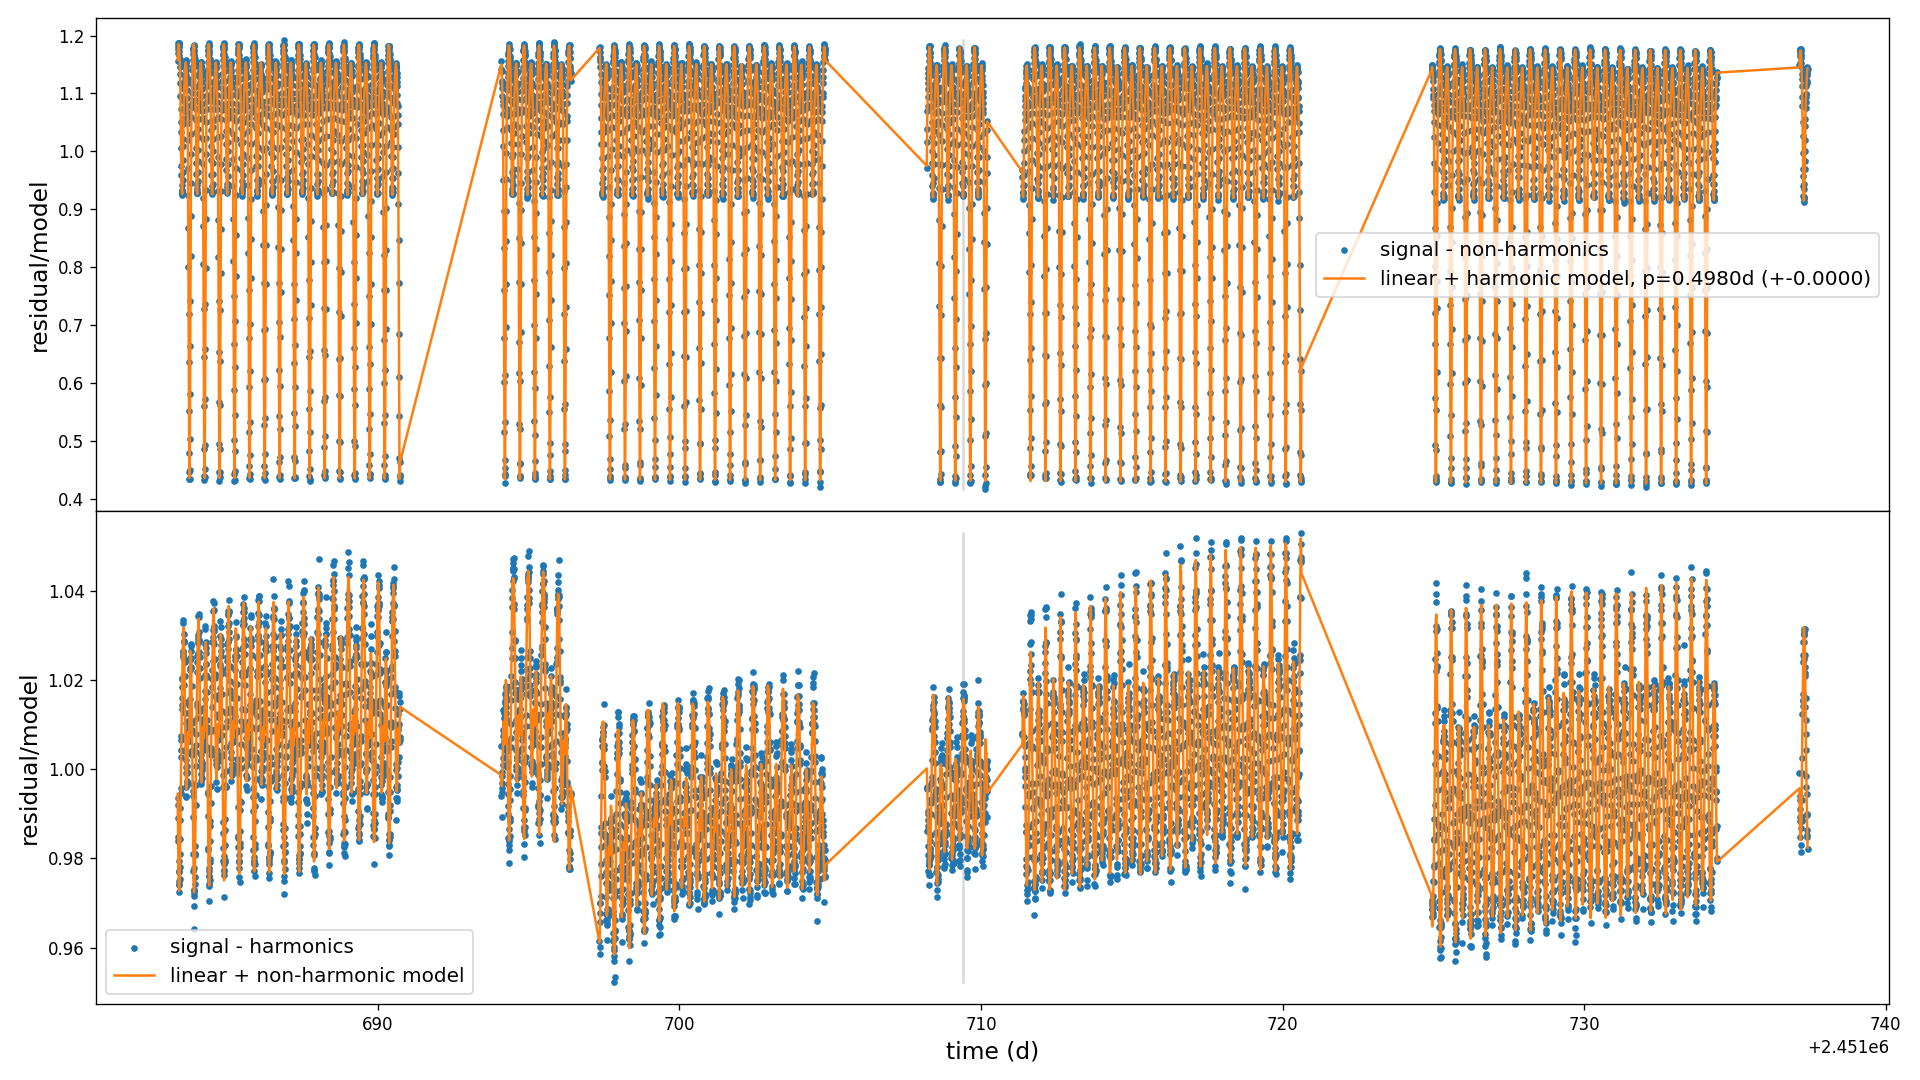 1.2
1.1
1.0
0.9
0.8
0.7
0.6
0.5
0.4
residual/model
signal - non-harmonics
linear + harmonic model, p=0.4980d (+-0.0000)
1.04
1.02
1.00
0.98
0.96
residual/model
signal - harmonics
linear + non-harmonic model
690
700
710
720
730
740
time (d)
+2.451e6